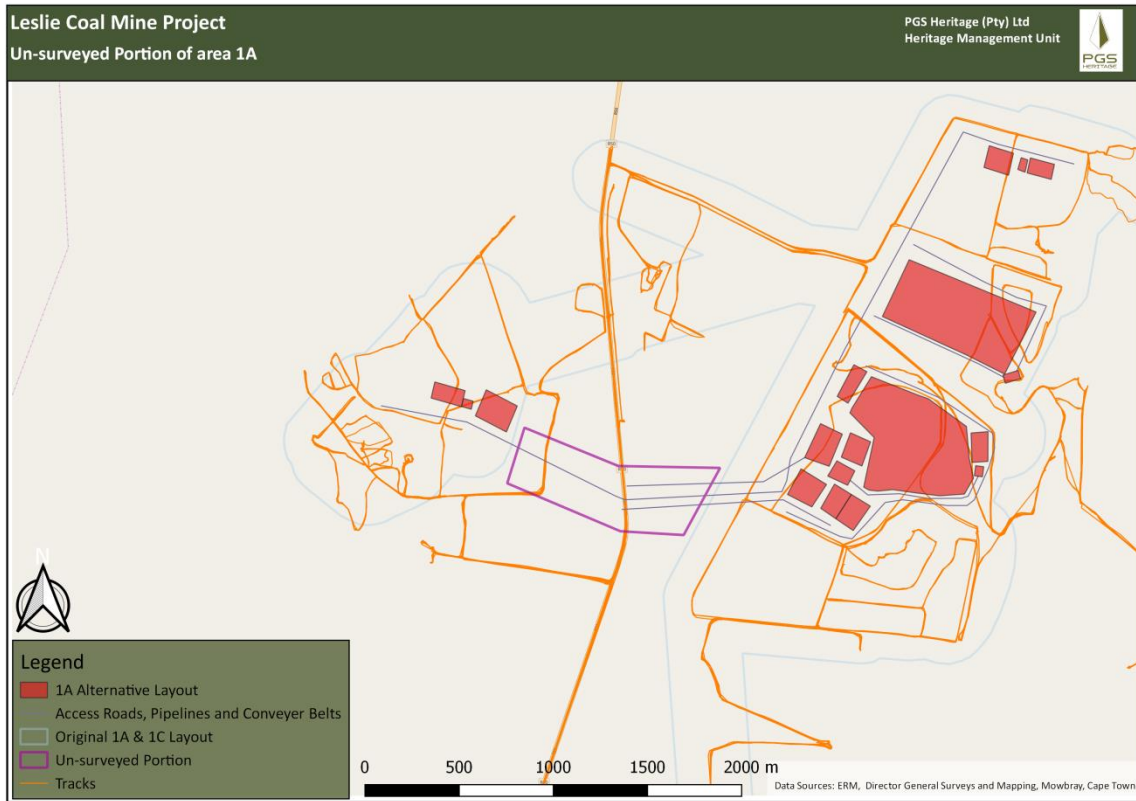 Leslie Coal Mine Project
Un-surveyed Portion of area 1A
PGS Heritage (Pty) Ltd
Heritage Management Unit
PGS
HERITAGE
N
Legend
1A Alternative Layout
Access Roads, Pipelines and Conveyer Belts
Original 1A & 1C Layout
Un-surveyed Portion
Tracks
0 500 1000 1500 2000 m
Data Sources: ERM, Director General Surveys and Mapping, Mowbray, Cape Town